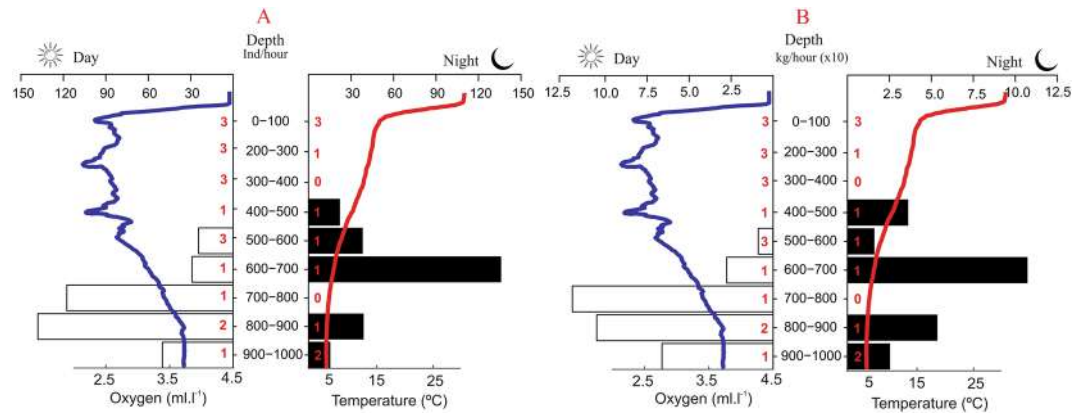 A
B
Day
Depth
Ind/hour
Night
Day
Depth
kg/hour (x10)
Night
150 120 90 60 30
30 60 90 120 150
12.5 10.0 7.5 5.0 2.5
2.5 5.0 7.5 10.0 12.5
3 0−100 3
3 200−300 1
3 300−400 0
1 400−500 1
3 500−600 1
1 600−700 1
1 700−800 0
2 800−900 1
1 900−1000 2
3 0−100 3
3 200−300 1
3 300−400 0
1 400−500 1
3 500−600 1
1 600−700 1
1 700−800 0
2 800−900 1
1 900−1000 2
2.5 3.5 4.5
5 15 25
2.5 3.5 4.5
5 15 25
Oxygen (ml.l⁻¹)
Temperature (ºC)
Oxygen (ml.l⁻¹)
Temperature (ºC)